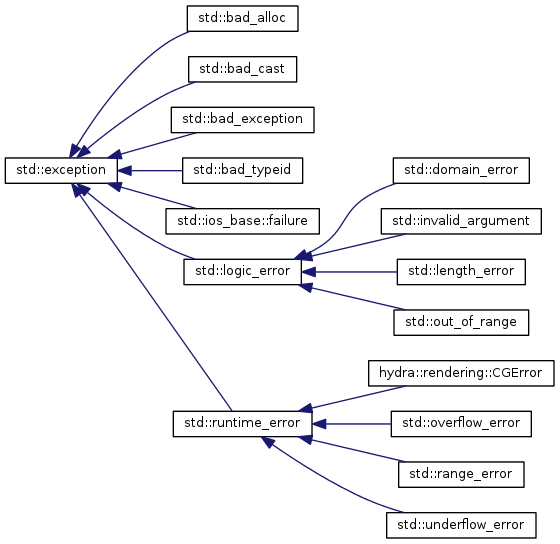 std::bad_alloc
std::bad_cast
std::bad_exception
std::exception
std::bad_typeid
std::domain_error
std::ios_base::failure
std::invalid_argument
std::logic_error
std::length_error
std::out_of_range
hydra::rendering::CGError
std::runtime_error
std::overflow_error
std::range_error
std::underflow_error